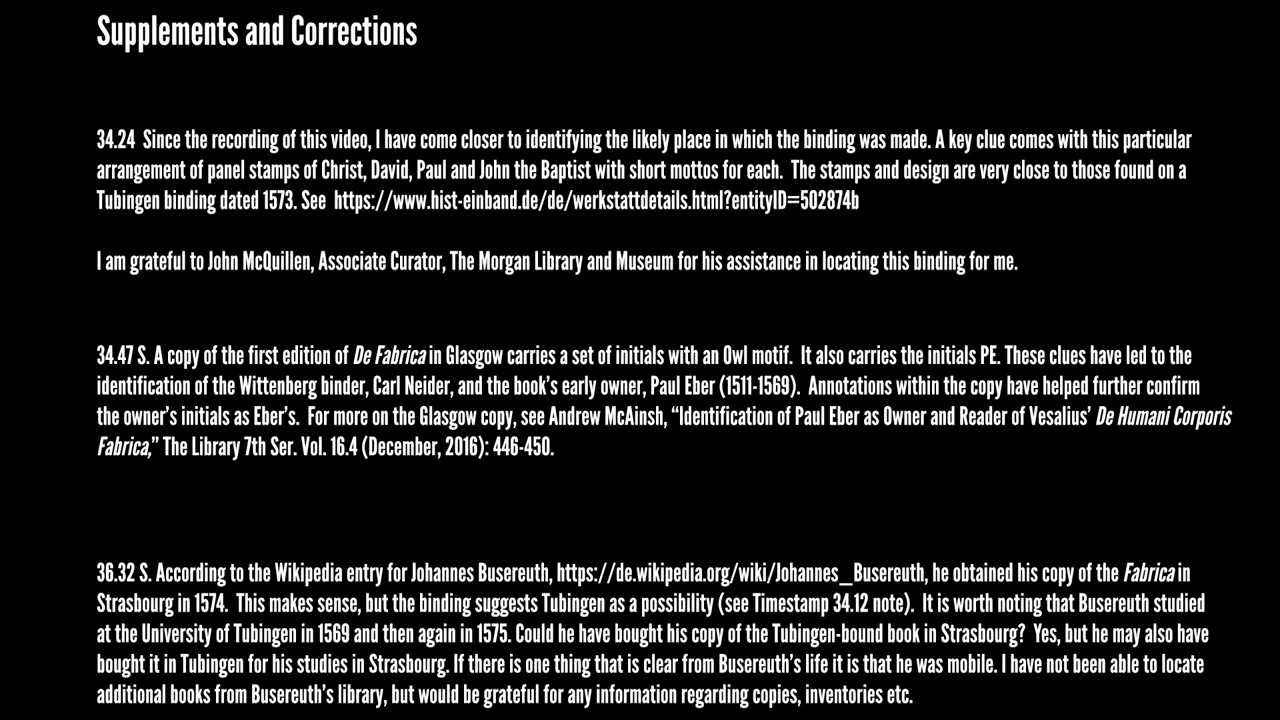 Supplements and Corrections
34.24  Since the recording of this video, I have come closer to identifying the likely place in which the binding was made. A key clue comes with this particular
arrangement of panel stamps of Christ, David, Paul and John the Baptist with short mottos for each.  The stamps and design are very close to those found on a
Tubingen binding dated 1573. See  https://www.hist-einband.de/de/werkstattdetails.html?entityID=502874b
I am grateful to John McQuillen, Associate Curator, The Morgan Library and Museum for his assistance in locating this binding for me.
34.47 S. A copy of the first edition of De Fabrica in Glasgow carries a set of initials with an Owl motif.  It also carries the initials PE. These clues have led to the
identification of the Wittenberg binder, Carl Neider, and the book's early owner, Paul Eber (1511-1569).  Annotations within the copy have helped further confirm
the owner's initials as Eber's.  For more on the Glasgow copy, see Andrew McAinsh, “Identification of Paul Eber as Owner and Reader of Vesalius' De Humani Corporis
Fabrica,” The Library 7th Ser. Vol. 16.4 (December, 2016): 446-450.
36.32 S. According to the Wikipedia entry for Johannes Busereuth, https://de.wikipedia.org/wiki/Johannes_Busereuth, he obtained his copy of the Fabrica in
Strasbourg in 1574.  This makes sense, but the binding suggests Tubingen as a possibility (see Timestamp 34.12 note).  It is worth noting that Busereuth studied
at the University of Tubingen in 1569 and then again in 1575. Could he have bought his copy of the Tubingen-bound book in Strasbourg?  Yes, but he may also have
bought it in Tubingen for his studies in Strasbourg. If there is one thing that is clear from Busereuth's life it is that he was mobile. I have not been able to locate
additional books from Busereuth's library, but would be grateful for any information regarding copies, inventories etc.